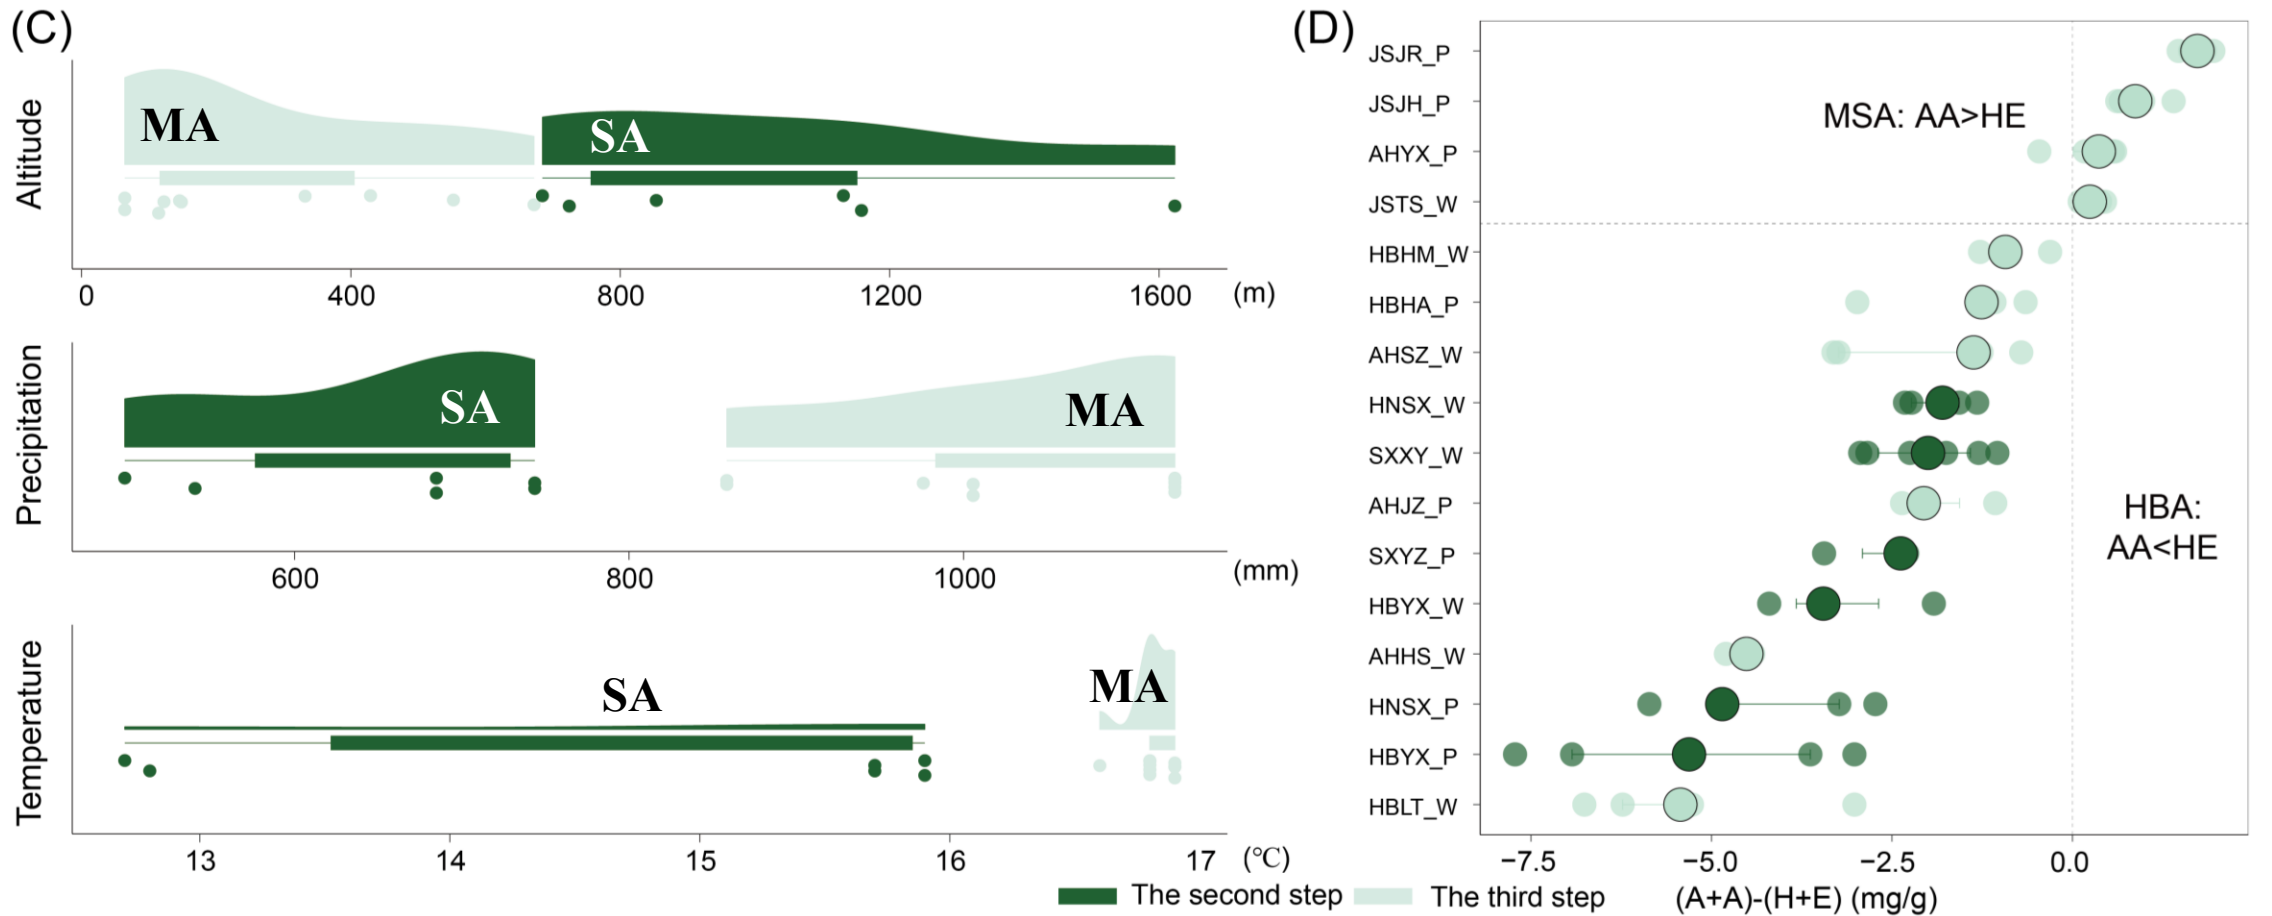 (C)
Altitude
MA
SA
0 400 800 1200 1600 (m)
Precipitation
SA
MA
600 800 1000 (mm)
Temperature
SA
MA
13 14 15 16 17 (℃)
(D)
JSJR_P
JSJH_P
AHYX_P
JSTS_W
HBHM_W
HBHA_P
AHSZ_W
HNSX_W
SXXY_W
AHJZ_P
SXYZ_P
HBYX_W
AHHS_W
HNSX_P
HBYX_P
HBLT_W
MSA: AA>HE
HBA:
AA<HE
−7.5 −5.0 −2.5 0.0
(A+A)-(H+E) (mg/g)
The second step The third step